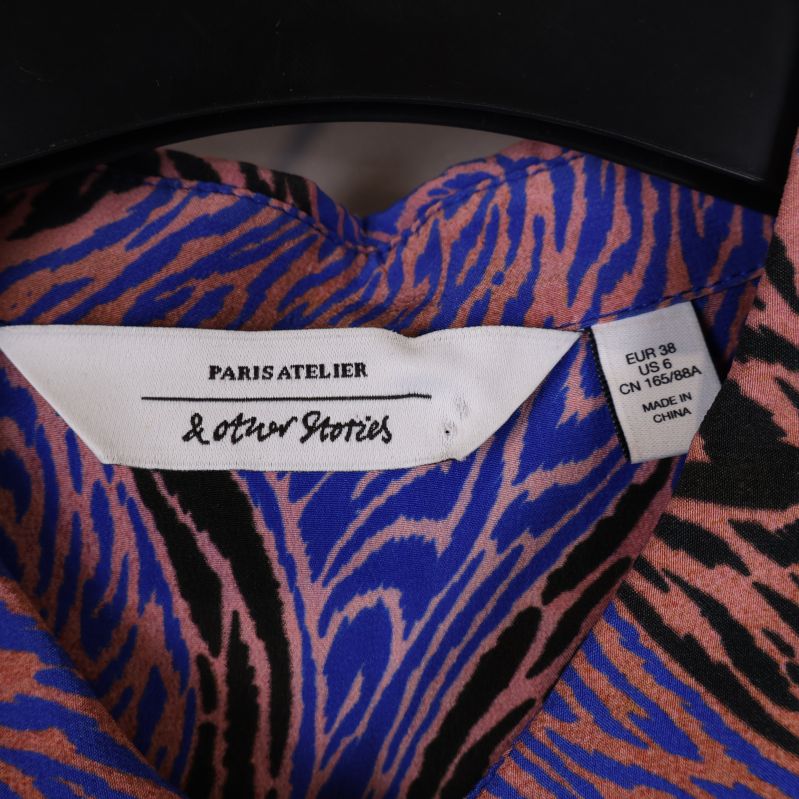 PARIS ATELIER
& other Stories
EUR 38
US 6
CN 165/88A
MADE IN
CHINA